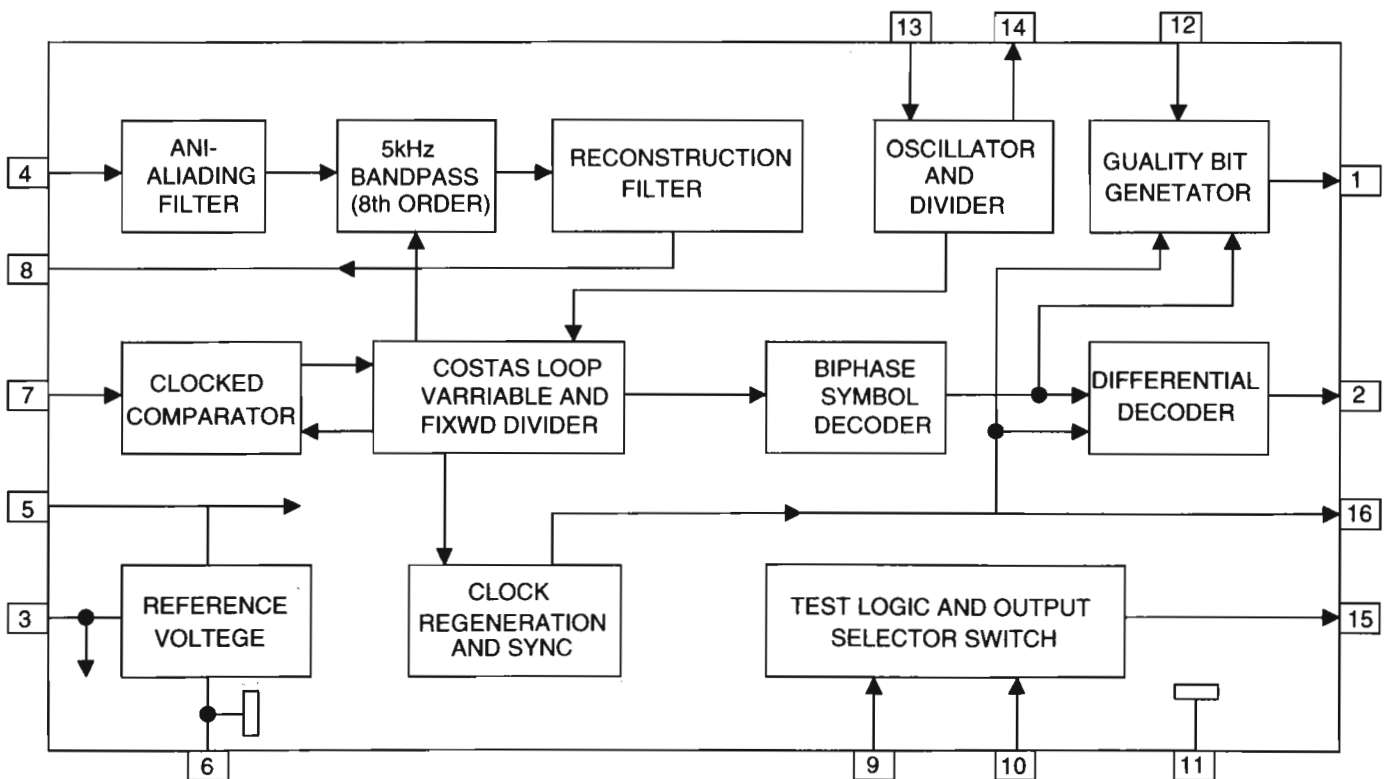 13
14
12
4
ANI-
ALIADING
FILTER
5kHz
BANDPASS
(8th ORDER)
RECONSTRUCTION
FILTER
OSCILLATOR
AND
DIVIDER
GUALITY BIT
GENETATOR
1
8
7
CLOCKED
COMPARATOR
COSTAS LOOP
VARRIABLE AND
FIXWD DIVIDER
BIPHASE
SYMBOL
DECODER
DIFFERENTIAL
DECODER
2
5
16
3
REFERENCE
VOLTEGE
CLOCK
REGENERATION
AND SYNC
TEST LOGIC AND OUTPUT
SELECTOR SWITCH
15
6
9
10
11